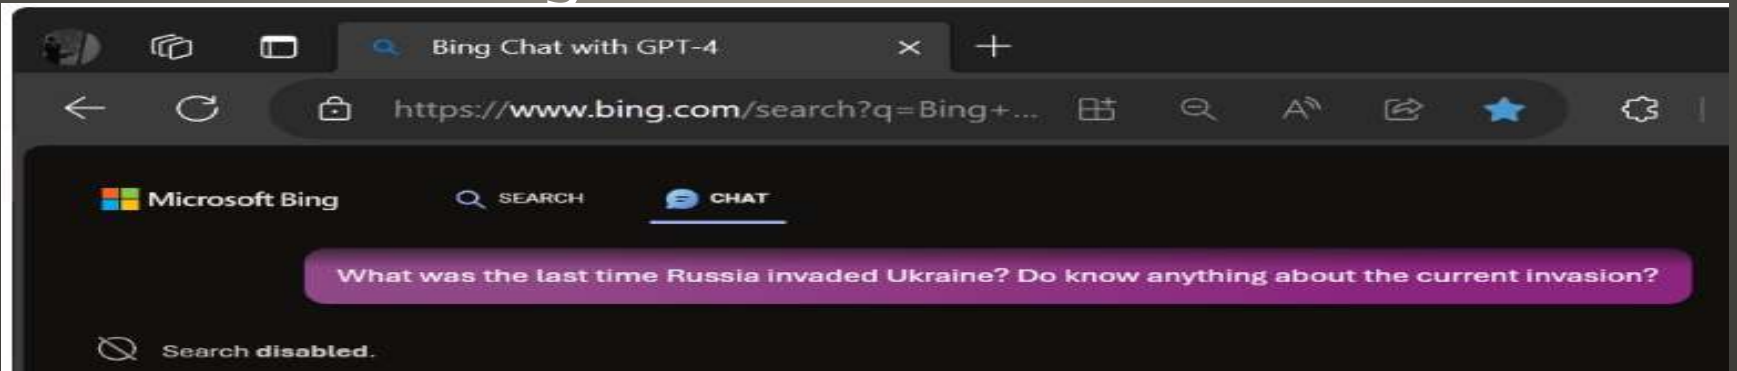 Bing Chat with GPT-4
https://www.bing.com/search?q=Bing+...
Microsoft Bing SEARCH CHAT
What was the last time Russia invaded Ukraine? Do know anything about the current invasion?
Search disabled.